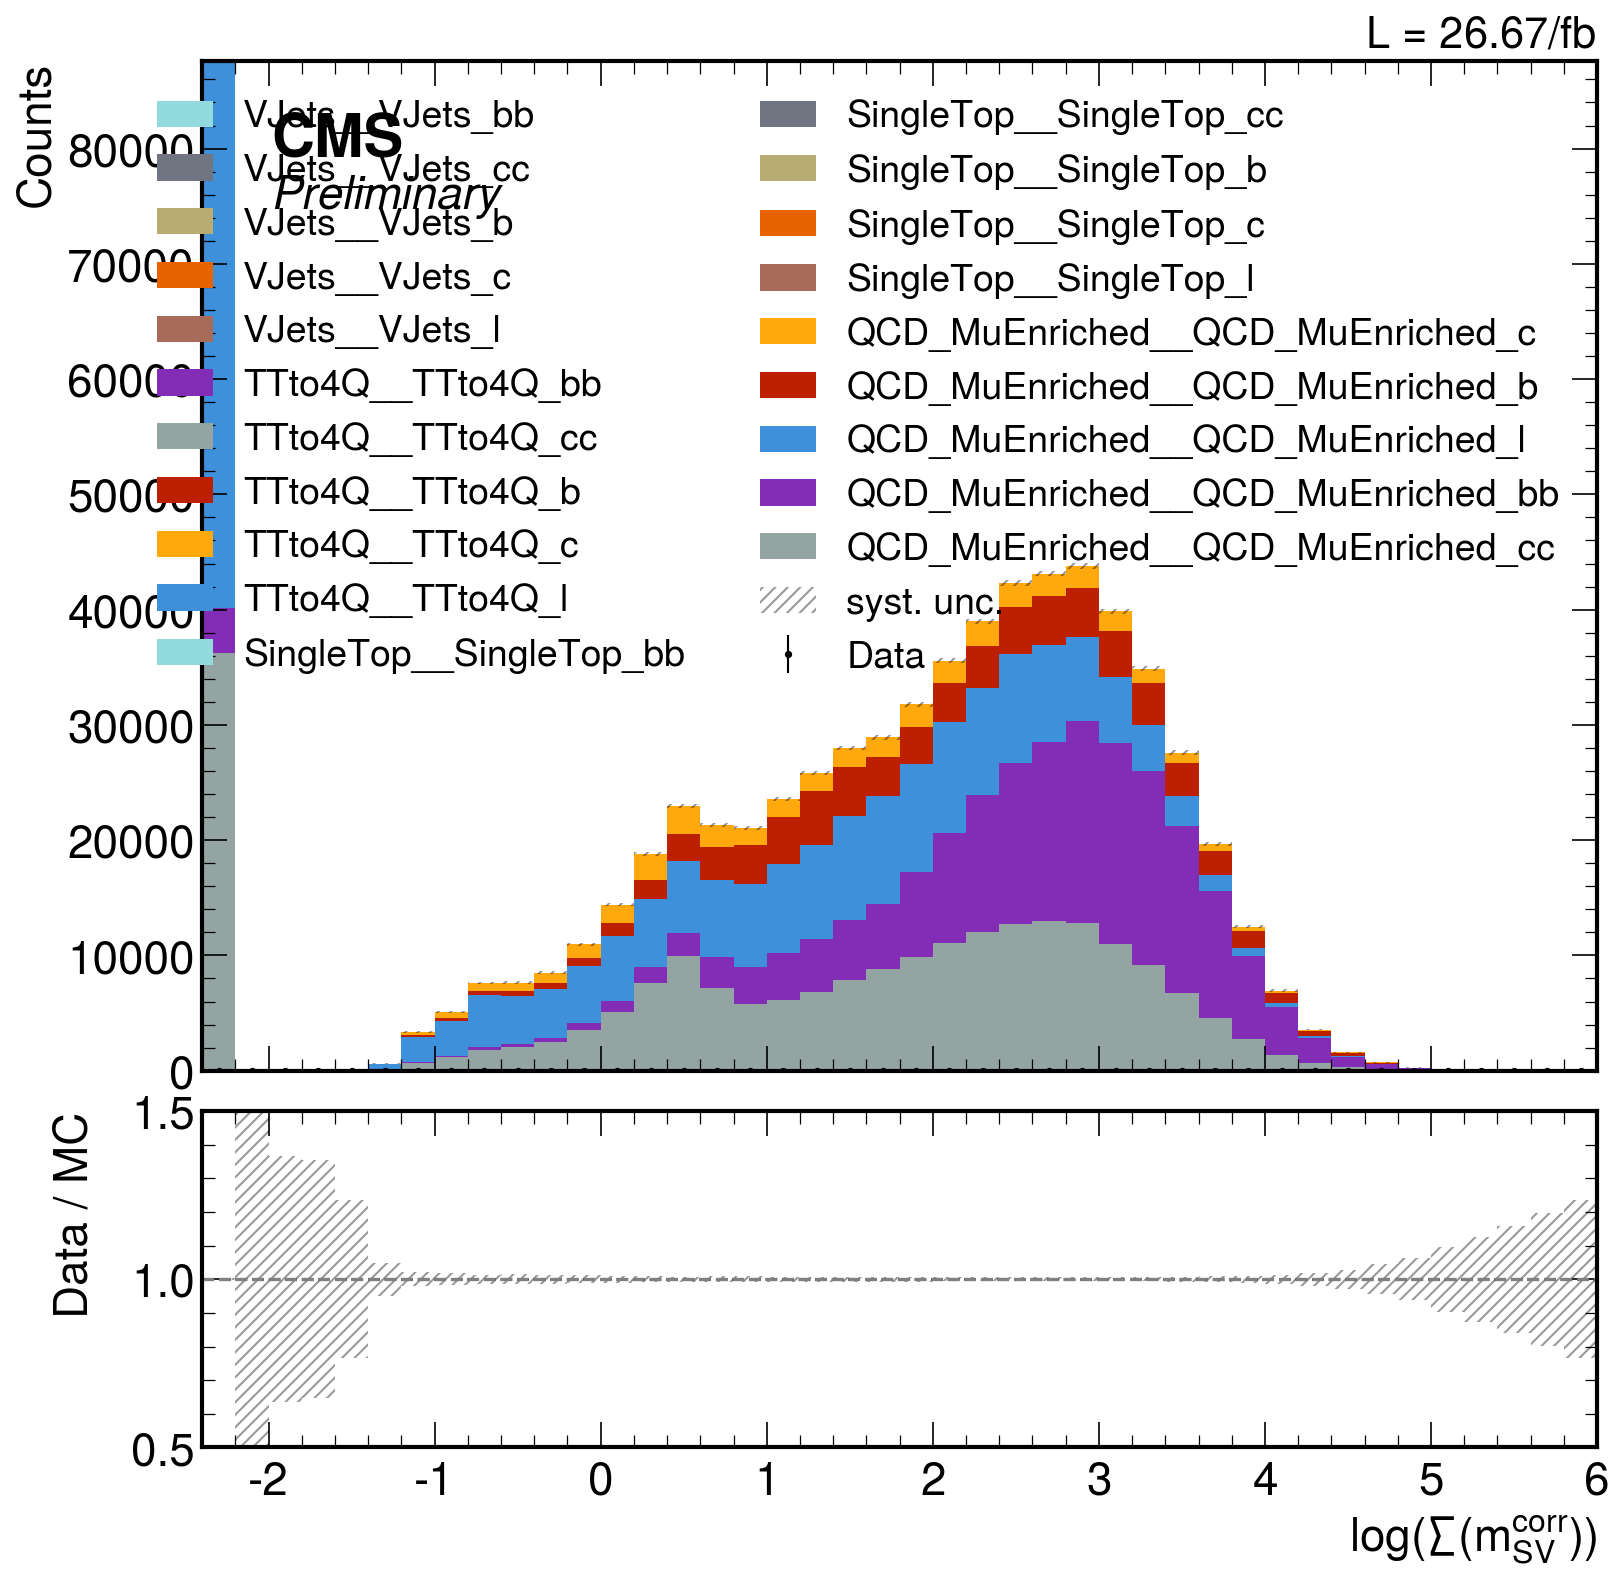 L = 26.67/fb
Counts
CMS
Preliminary
VJets__VJets_bb
VJets__VJets_cc
VJets__VJets_b
VJets__VJets_c
VJets__VJets_l
TTto4Q__TTto4Q_bb
TTto4Q__TTto4Q_cc
TTto4Q__TTto4Q_b
TTto4Q__TTto4Q_c
TTto4Q__TTto4Q_l
SingleTop__SingleTop_bb
SingleTop__SingleTop_cc
SingleTop__SingleTop_b
SingleTop__SingleTop_c
SingleTop__SingleTop_l
QCD_MuEnriched__QCD_MuEnriched_c
QCD_MuEnriched__QCD_MuEnriched_b
QCD_MuEnriched__QCD_MuEnriched_l
QCD_MuEnriched__QCD_MuEnriched_bb
QCD_MuEnriched__QCD_MuEnriched_cc
syst. unc.
Data
80000
70000
60000
50000
40000
30000
20000
10000
0
Data / MC
1.5
1.0
0.5
-2 -1 0 1 2 3 4 5 6
log(∑(m_SV^corr))